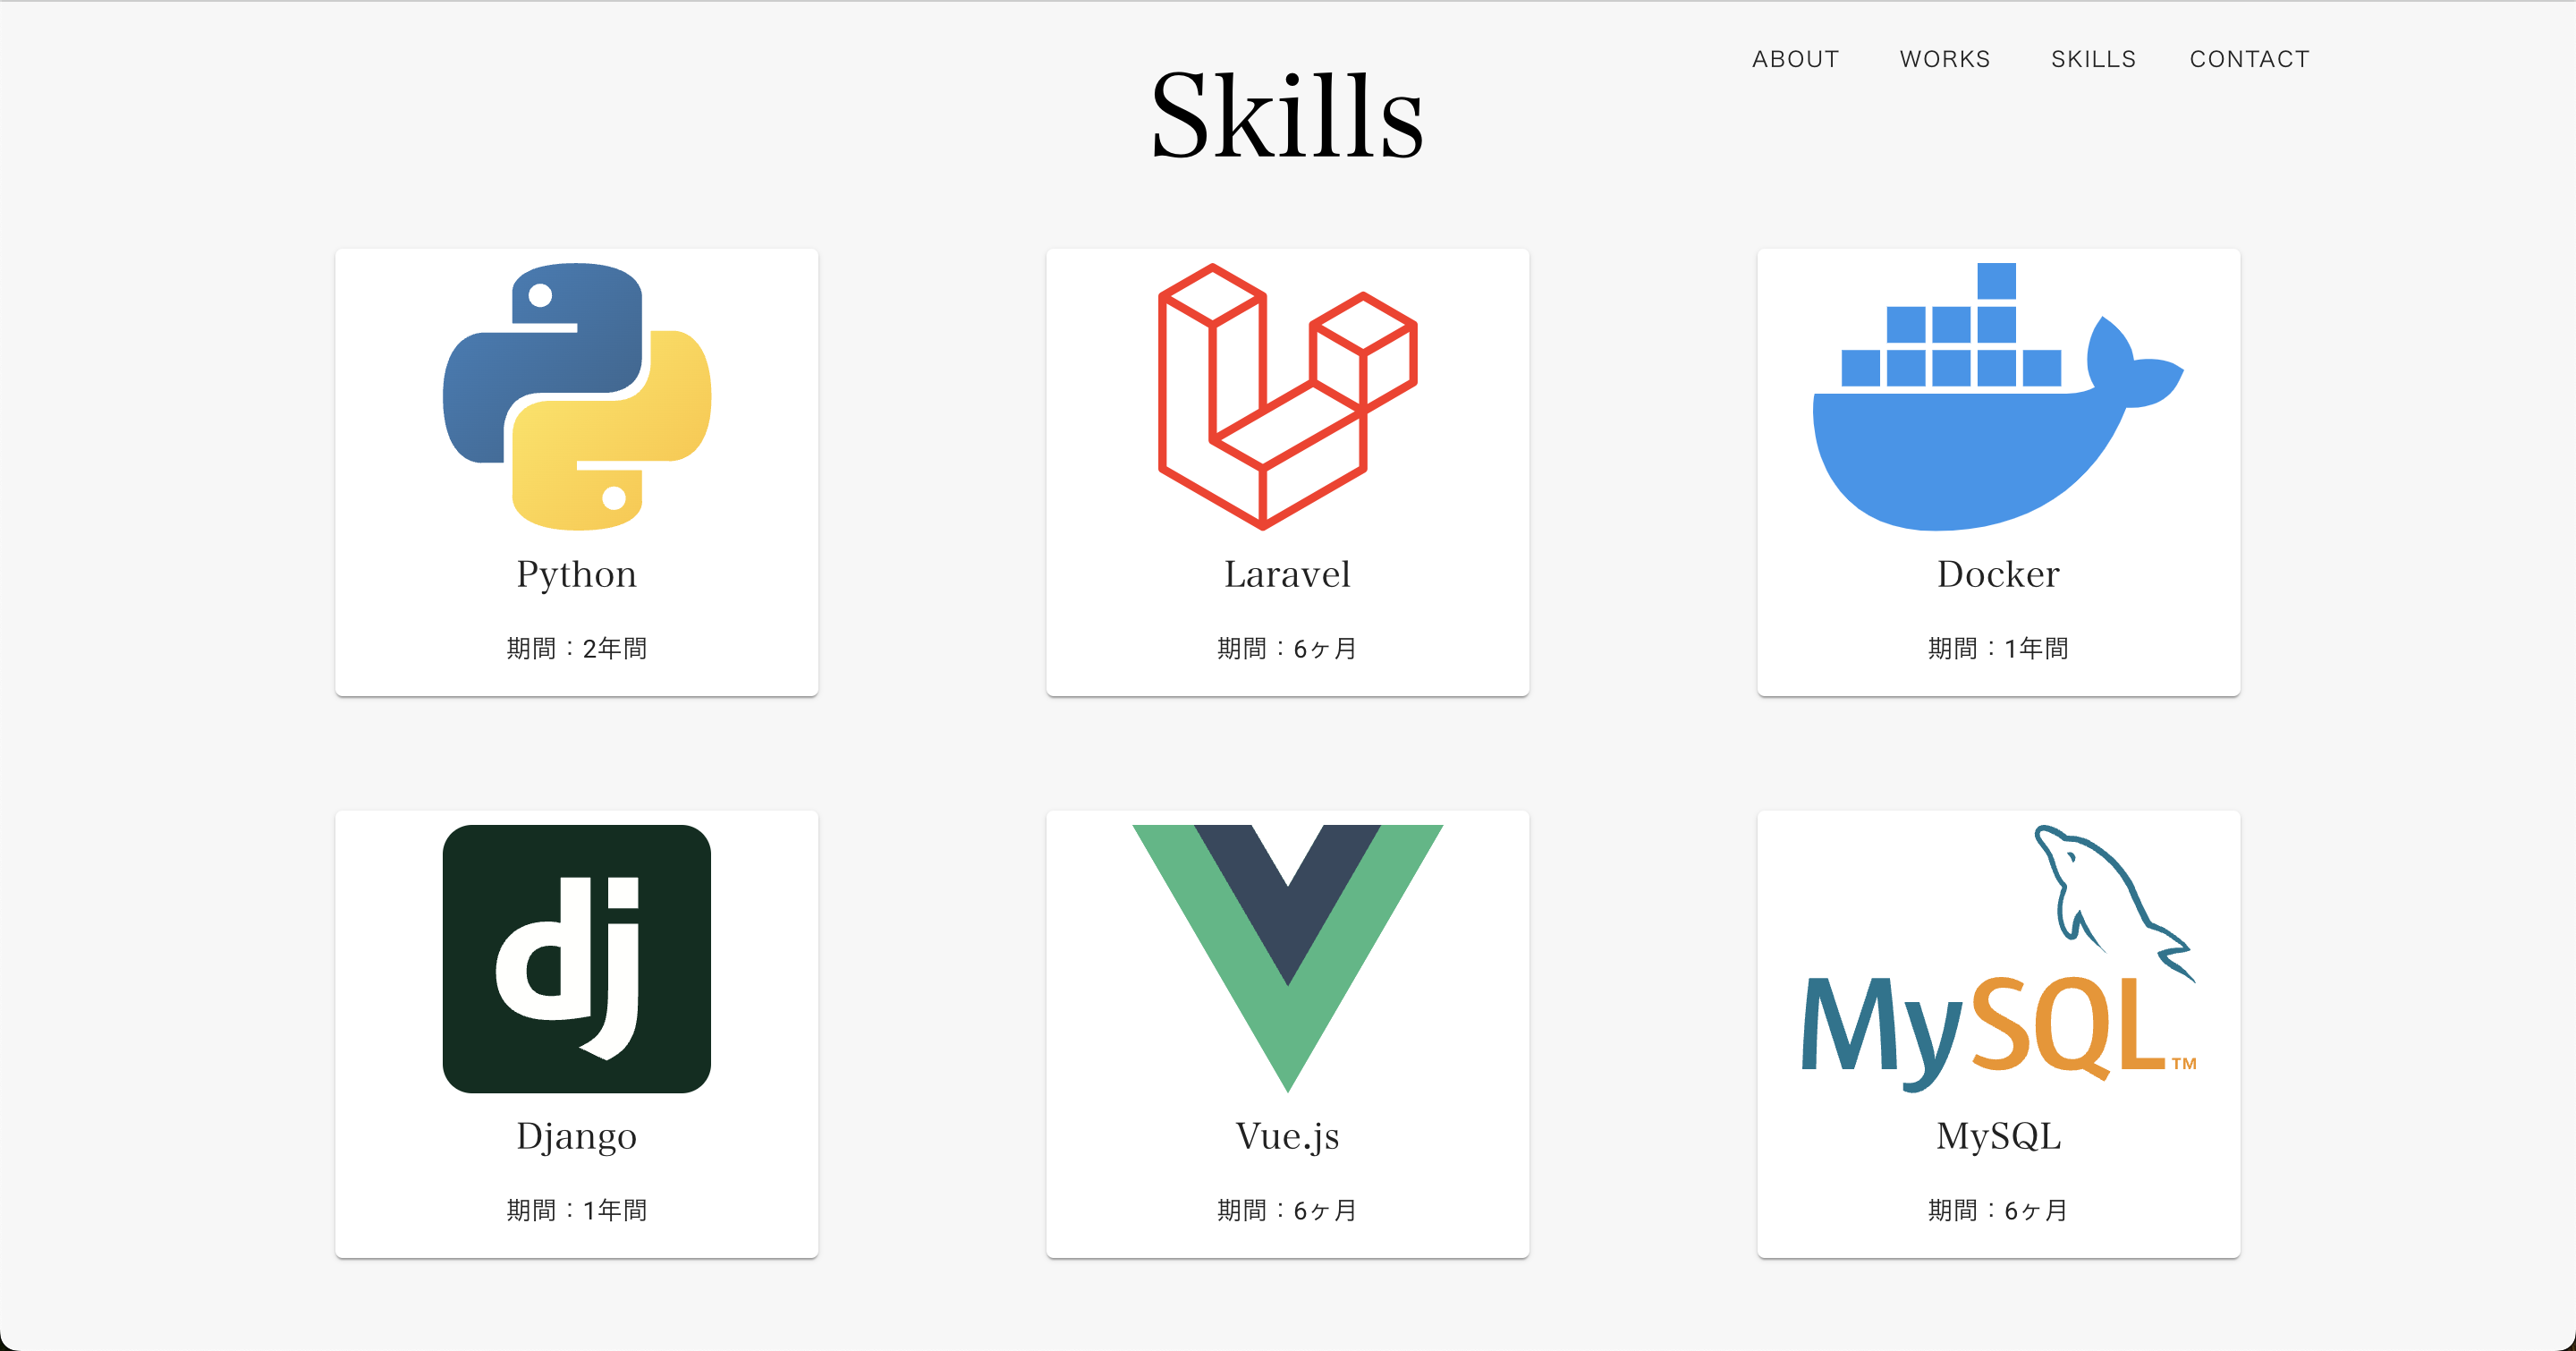 ABOUT WORKS SKILLS CONTACT
Skills
Python
期間：2年間
Laravel
期間：6ヶ月
Docker
期間：1年間
dj
Django
期間：1年間
Vue.js
期間：6ヶ月
MySQL™
MySQL
期間：6ヶ月